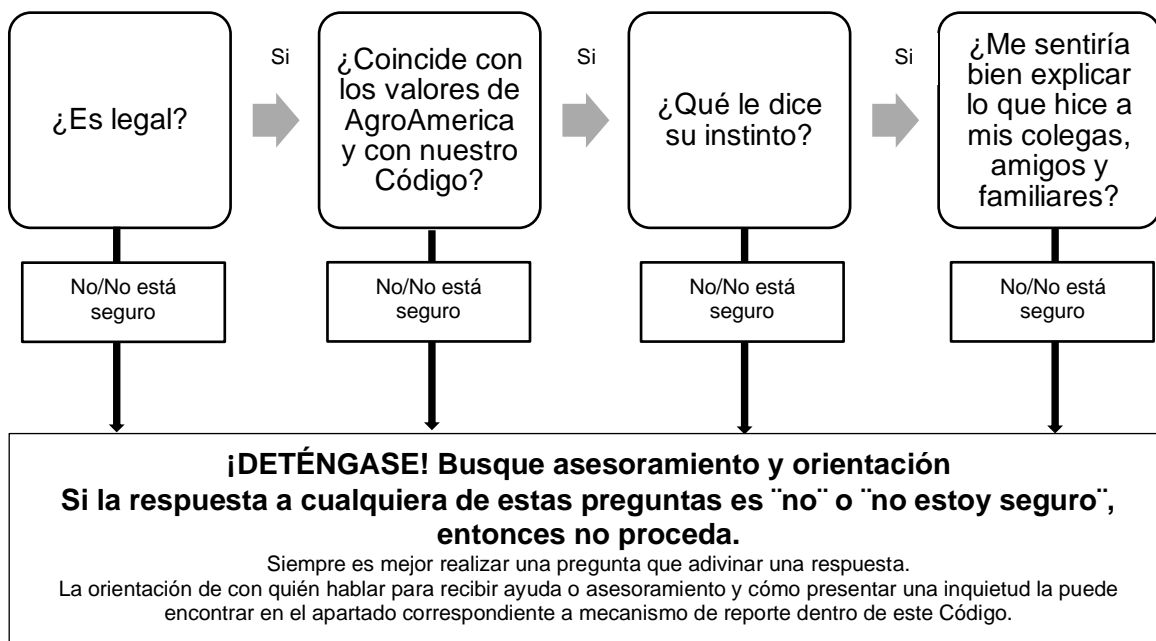 ¿Es legal?
Si
¿Coincide con
los valores de
AgroAmerica
y con nuestro
Código?
Si
¿Qué le dice
su instinto?
Si
¿Me sentiría
bien explicar
lo que hice a
mis colegas,
amigos y
familiares?
No/No está
seguro
No/No está
seguro
No/No está
seguro
No/No está
seguro
¡DETÉNGASE! Busque asesoramiento y orientación
Si la respuesta a cualquiera de estas preguntas es ¨no¨ o ¨no estoy seguro¨,
entonces no proceda.
Siempre es mejor realizar una pregunta que adivinar una respuesta.
La orientación de con quién hablar para recibir ayuda o asesoramiento y cómo presentar una inquietud la puede
encontrar en el apartado correspondiente a mecanismo de reporte dentro de este Código.